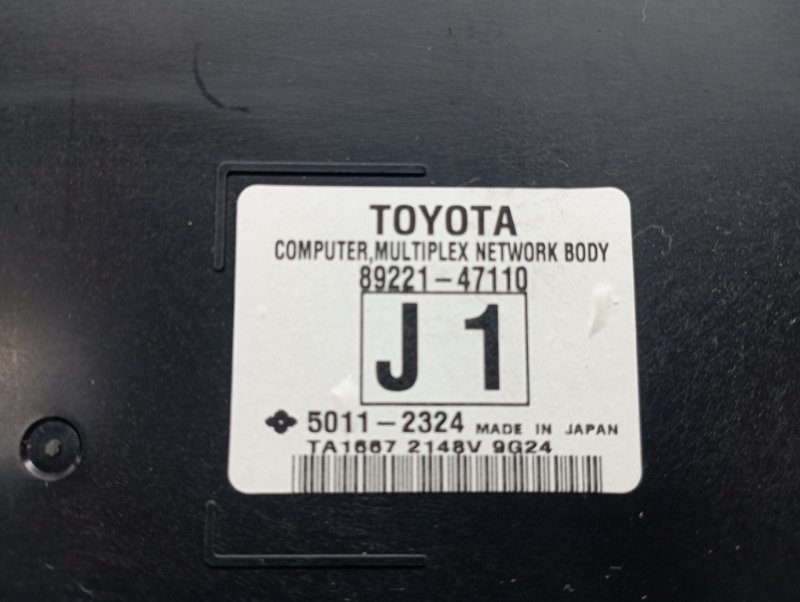 TOYOTA
COMPUTER,MULTIPLEX NETWORK BODY
89221-47110
J 1
5011-2324 MADE IN JAPAN
TA1667 2148V 9G24